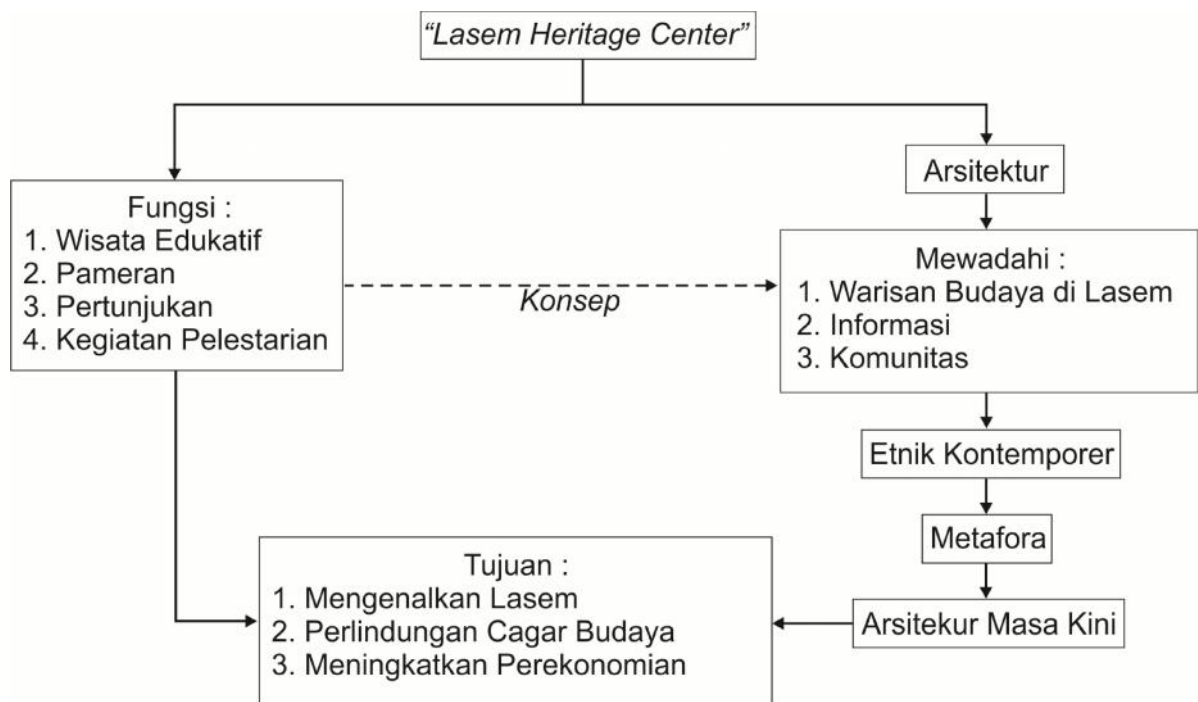 “Lasem Heritage Center”
Arsitektur
Fungsi :
1. Wisata Edukatif
2. Pameran
3. Pertunjukan
4. Kegiatan Pelestarian
Konsep
Mewadahi :
1. Warisan Budaya di Lasem
2. Informasi
3. Komunitas
Etnik Kontemporer
Metafora
Arsitekur Masa Kini
Tujuan :
1. Mengenalkan Lasem
2. Perlindungan Cagar Budaya
3. Meningkatkan Perekonomian